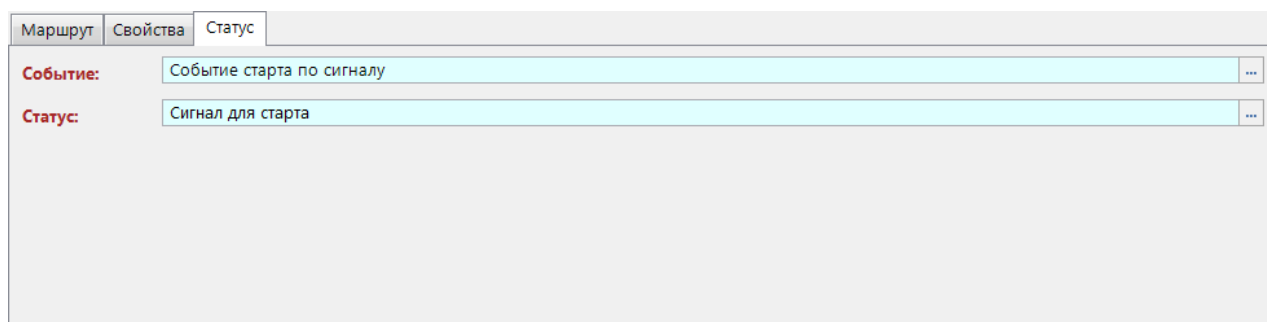 Маршрут Свойства Статус
Событие: Событие старта по сигналу ...
Статус: Сигнал для старта ...